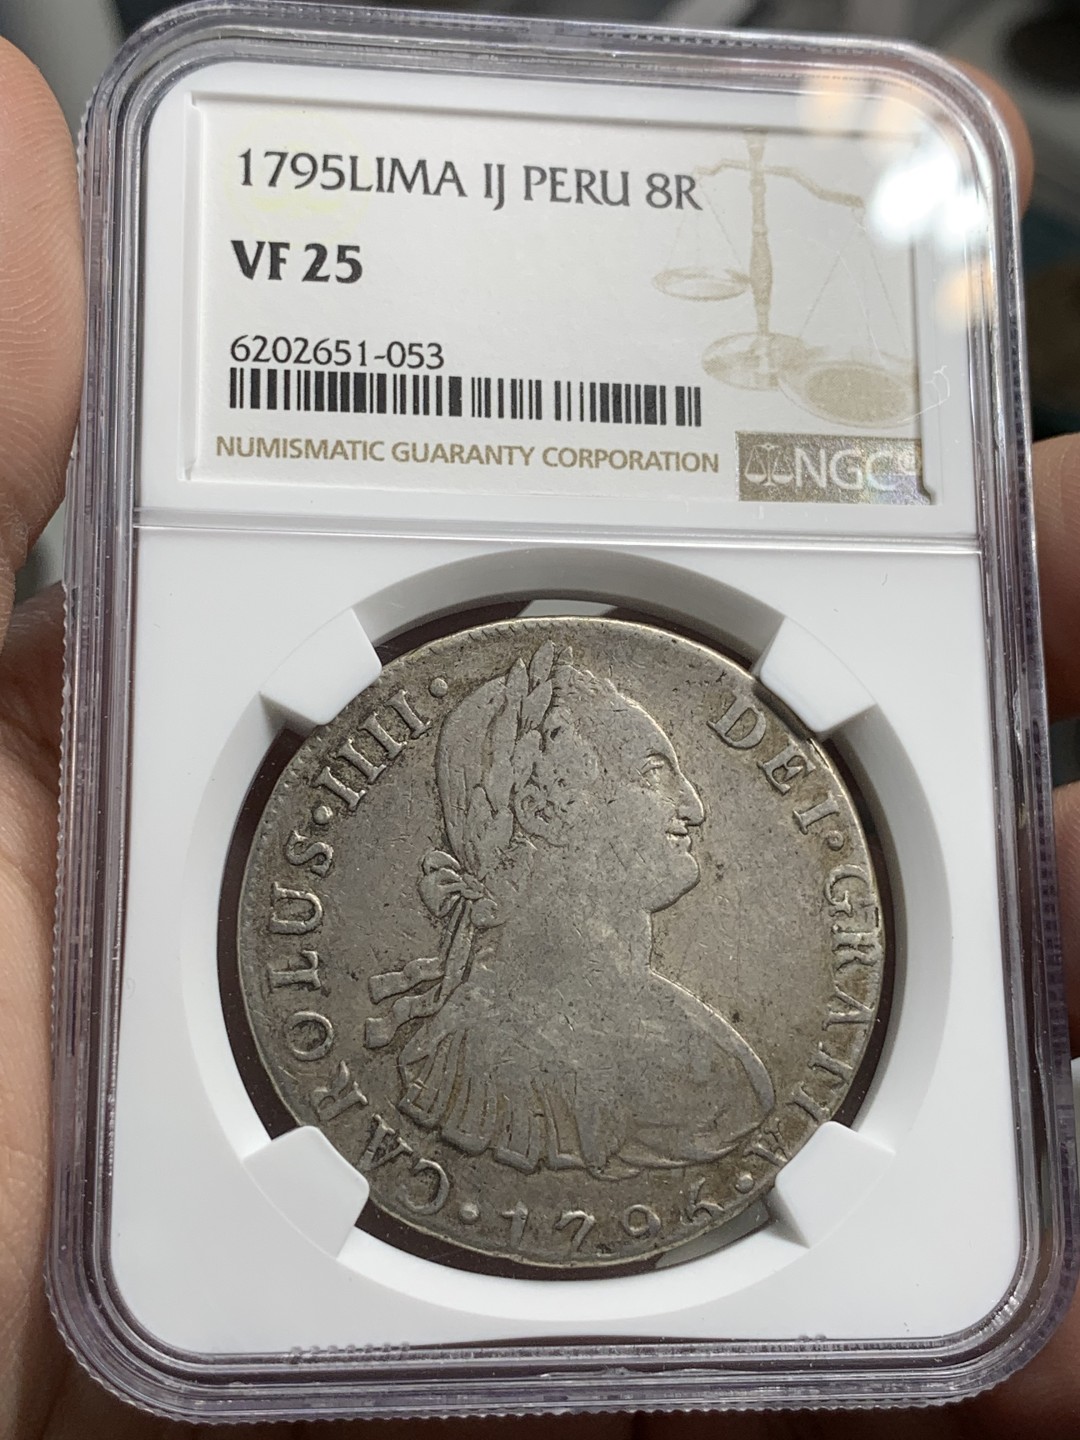 1795LIMA IJ PERU 8R
VF 25
6202651-053
NUMISMATIC GUARANTY CORPORATION
NGC®
CAROLUS·IIII· DEI·GRATIA·
·1795·